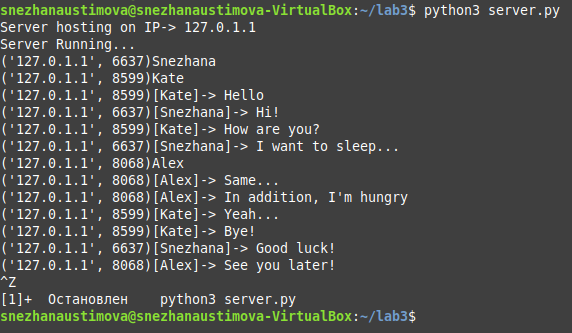 snezhanaustimova@snezhanaustimova-VirtualBox:~/lab3$ python3 server.py
Server hosting on IP-> 127.0.1.1
Server Running...
('127.0.1.1', 6637)Snezhana
('127.0.1.1', 8599)Kate
('127.0.1.1', 8599)[Kate]-> Hello
('127.0.1.1', 6637)[Snezhana]-> Hi!
('127.0.1.1', 8599)[Kate]-> How are you?
('127.0.1.1', 6637)[Snezhana]-> I want to sleep...
('127.0.1.1', 8068)Alex
('127.0.1.1', 8068)[Alex]-> Same...
('127.0.1.1', 8068)[Alex]-> In addition, I'm hungry
('127.0.1.1', 8599)[Kate]-> Yeah...
('127.0.1.1', 8599)[Kate]-> Bye!
('127.0.1.1', 6637)[Snezhana]-> Good luck!
('127.0.1.1', 8068)[Alex]-> See you later!
^Z
[1]+  Остановлен    python3 server.py
snezhanaustimova@snezhanaustimova-VirtualBox:~/lab3$